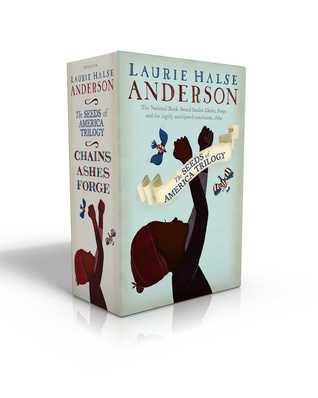 LAURIE HALSE
ANDERSON
The SEEDS
OF
AMERICA
TRILOGY
CHAINS
ASHES
FORGE
LAURIE HALSE
ANDERSON
The National Book Award finalist Chains, Forge,
and the highly anticipated conclusion, Ashes
The SEEDS of
AMERICA TRILOGY